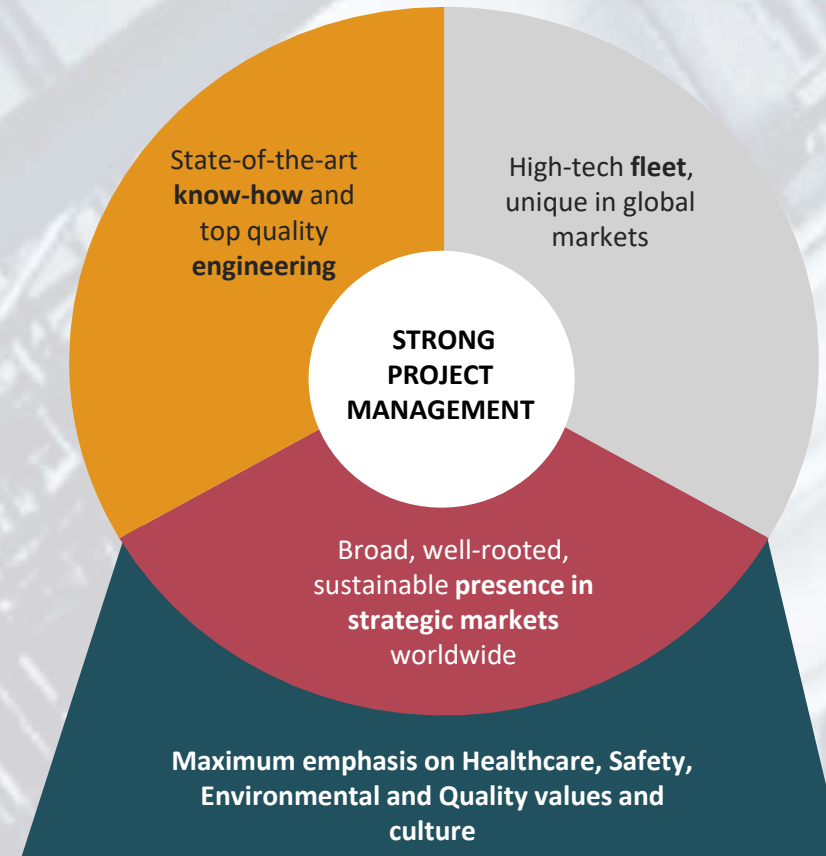 State-of-the-art
know-how and
top quality
engineering
High-tech fleet,
unique in global
markets
STRONG
PROJECT
MANAGEMENT
Broad, well-rooted,
sustainable presence in
strategic markets
worldwide
Maximum emphasis on Healthcare, Safety,
Environmental and Quality values and
culture